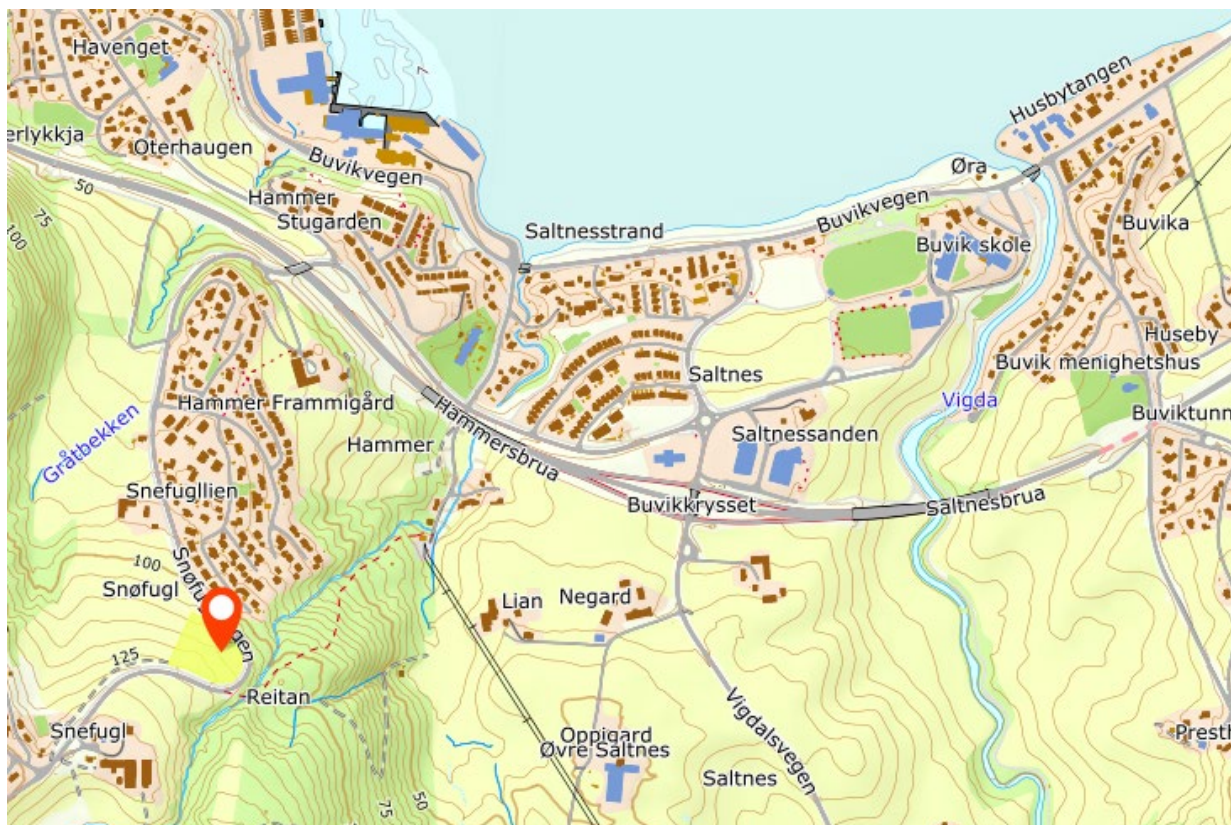 Havenget
Husbytangen
erlykkja
Oterhaugen
Buvikvegen
Øra
50
75
100
Hammer
Stugarden
Saltnesstrand
Buvikvegen
Buvik skole
Buvika
Huseby
Buvik menighetshus
Saltnes
Hammer Frammigård
Hammersbrua
Vigda
Buviktunn
Gråtbekken
Hammer
Saltnessanden
Snefugllien
Buvikkrysset
Saltnesbrua
100
Snøfugl
Lian
Negard
125
Reitan
Vigdalsvegen
Snefugl
Oppigard
Øvre Saltnes
Saltnes
Presth
50
75